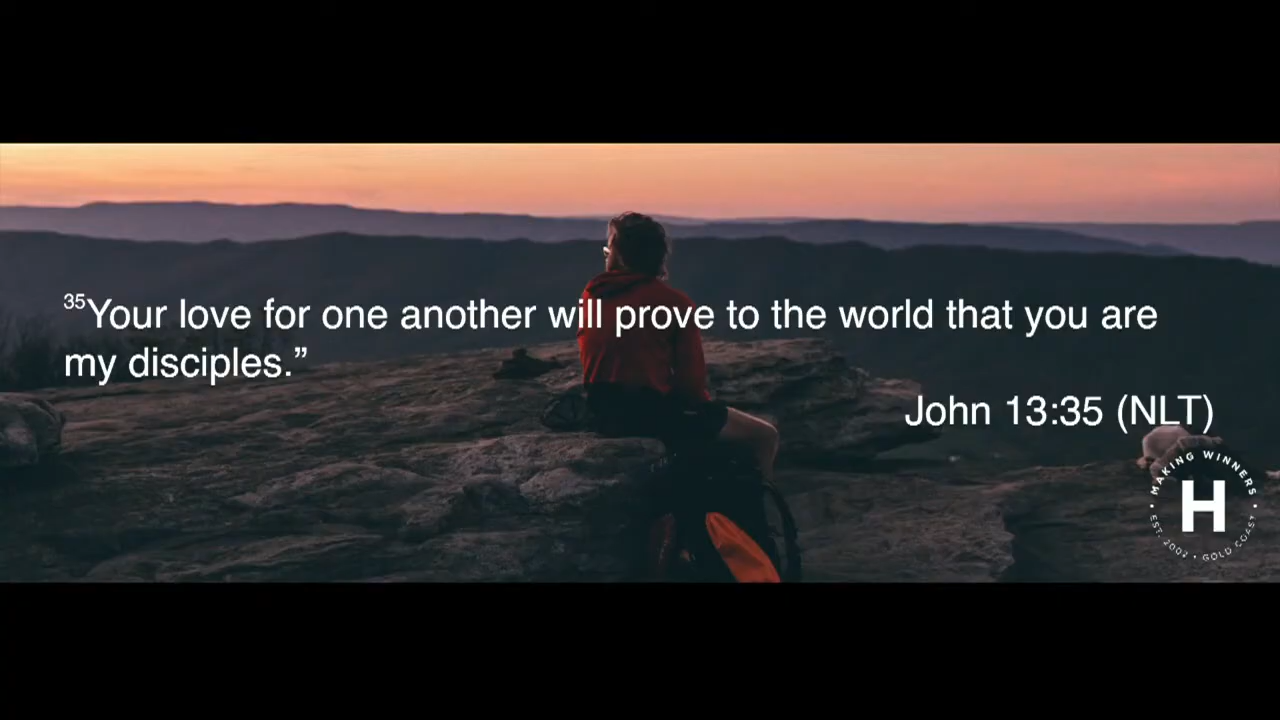 ³⁵Your love for one another will prove to the world that you are
my disciples.”
John 13:35 (NLT)
MAKING WINNERS
H
EST. 2002 • GOLD COAST